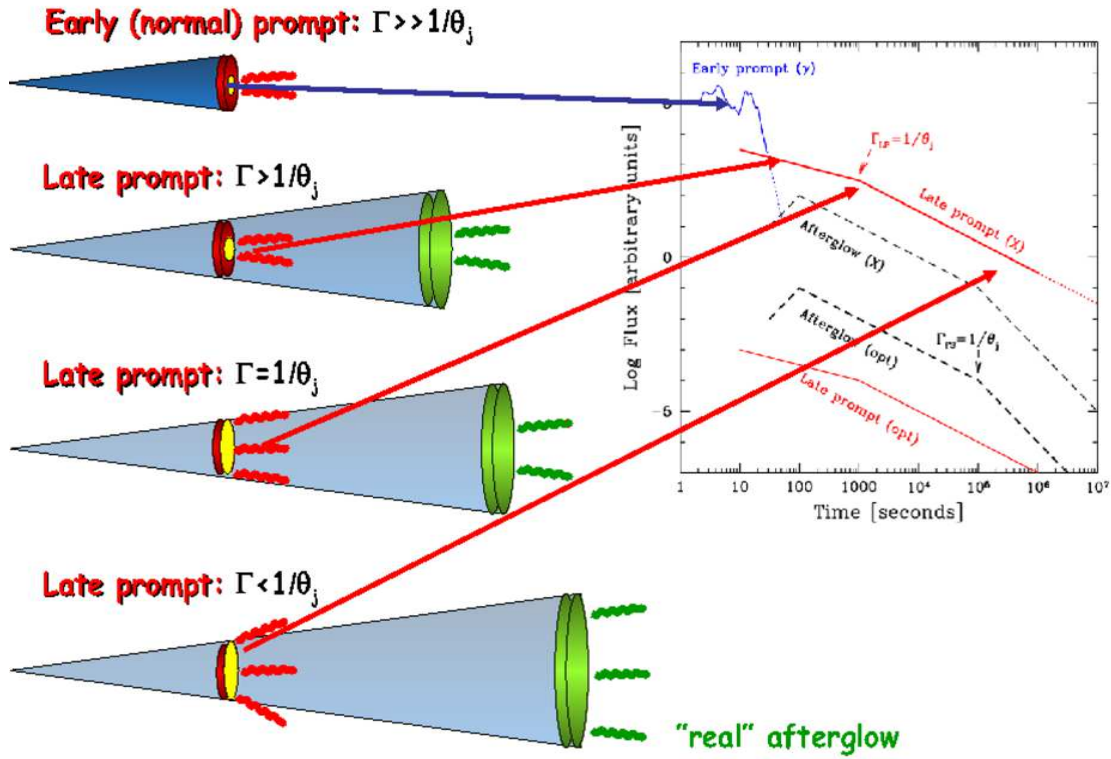 Early (normal) prompt: Γ>>1/θj
Late prompt: Γ>1/θj
Late prompt: Γ=1/θj
Late prompt: Γ<1/θj
"real" afterglow
Early prompt (γ)
ΓLP=1/θj
Late prompt (X)
Afterglow (X)
Afterglow (opt)
ΓFS=1/θj
Late prompt (opt)
Log Flux [arbitrary units]
5
0
−5
1 10 100 1000 10⁴ 10⁵ 10⁶ 10⁷
Time [seconds]